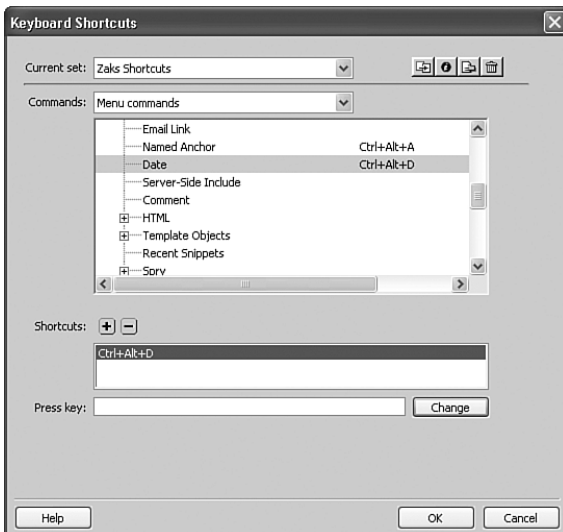 Keyboard Shortcuts
Current set: Zaks Shortcuts
Commands: Menu commands
Email Link
Named Anchor Ctrl+Alt+A
Date Ctrl+Alt+D
Server-Side Include
Comment
HTML
Template Objects
Recent Snippets
Spry
Shortcuts:
Ctrl+Alt+D
Press key: Change
Help OK Cancel